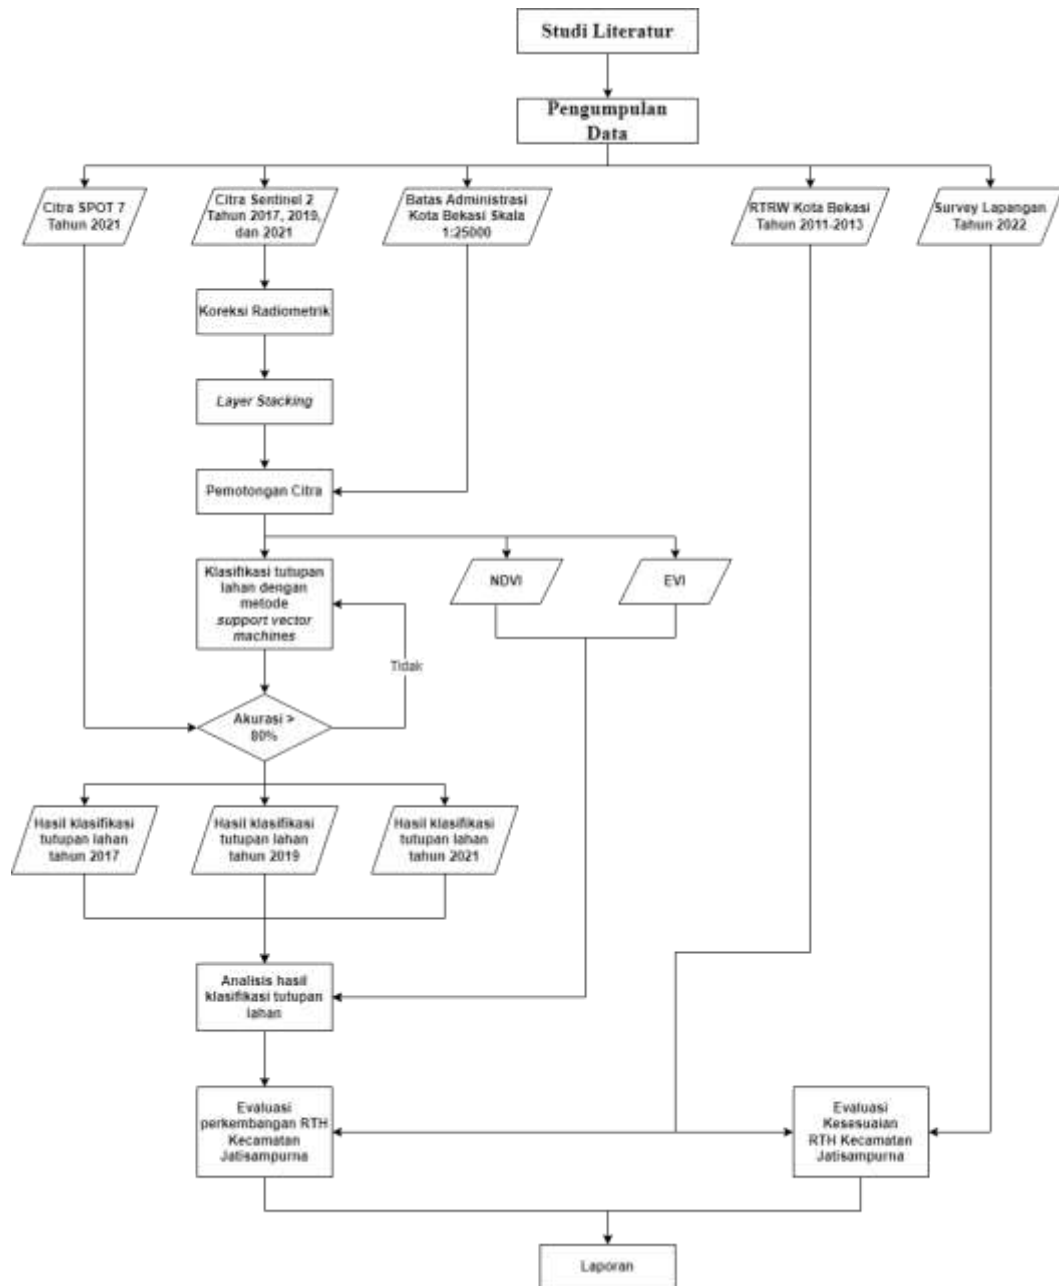 Studi Literatur
Pengumpulan
Data
Citra SPOT 7
Tahun 2021
Citra Sentinel 2
Tahun 2017, 2019,
dan 2021
Batas Administrasi
Kota Bekasi Skala
1:25000
RTRW Kota Bekasi
Tahun 2011-2013
Survey Lapangan
Tahun 2022
Koreksi Radiometrik
Layer Stacking
Pemotongan Citra
Klasifikasi tutupan
lahan dengan
metode
support vector
machines
NDVI
EVI
Tidak
Akurasi >
80%
Hasil klasifikasi
tutupan lahan
tahun 2017
Hasil klasifikasi
tutupan lahan
tahun 2019
Hasil klasifikasi
tutupan lahan
tahun 2021
Analisis hasil
klasifikasi tutupan
lahan
Evaluasi
perkembangan RTH
Kecamatan
Jatisampurna
Evaluasi
Kesesuaian
RTH Kecamatan
Jatisampurna
Laporan